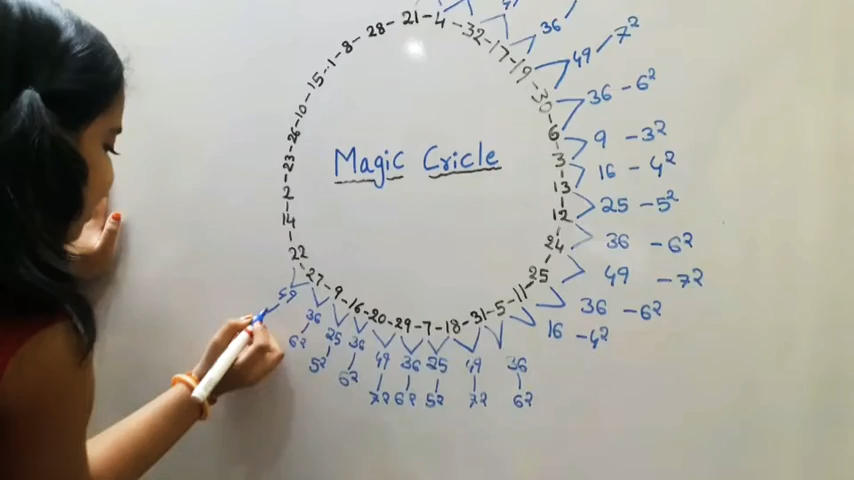 Magic Cricle
21-4-32-17-19-30-6-3-13-12-24-25-11-5-31-18-7-29-20-16-9-27-22-14-2-23-26-10-15-1-8-28-
36
49 7²
36 - 6²
9 - 3²
16 - 4²
25 - 5²
36 - 6²
49 - 7²
36 - 6²
16 - 4²
49 36 25 36 49 36 25 49 36
6² 5² 6² 7² 6² 5² 7² 6²